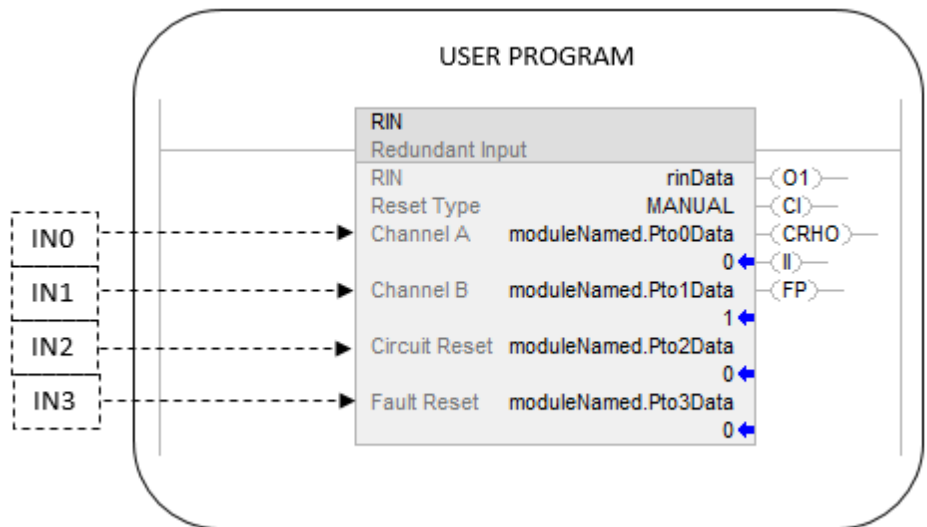 USER PROGRAM
RIN
Redundant Input
RIN rinData O1
Reset Type MANUAL CI
IN0 Channel A moduleNamed.Pto0Data CRHO
0 II
IN1 Channel B moduleNamed.Pto1Data FP
1
IN2 Circuit Reset moduleNamed.Pto2Data
0
IN3 Fault Reset moduleNamed.Pto3Data
0